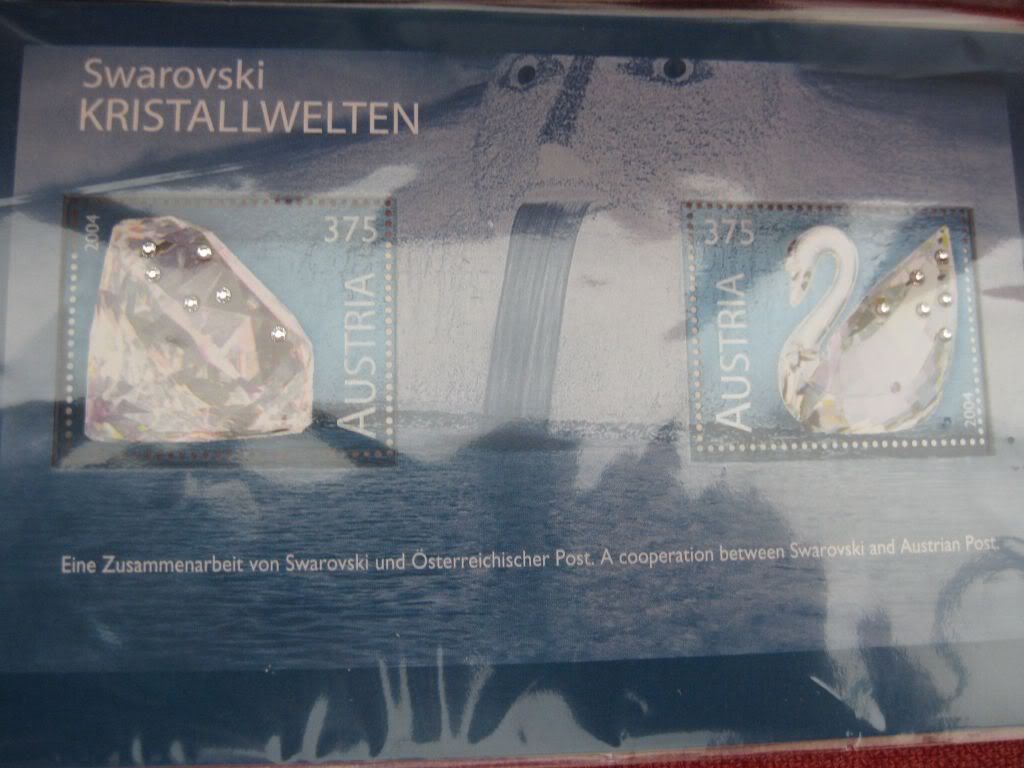 Swarovski
KRISTALLWELTEN
2004
375
AUSTRIA
375
AUSTRIA
2004
Eine Zusammenarbeit von Swarovski und Österreichischer Post. A cooperation between Swarovski and Austrian Post.